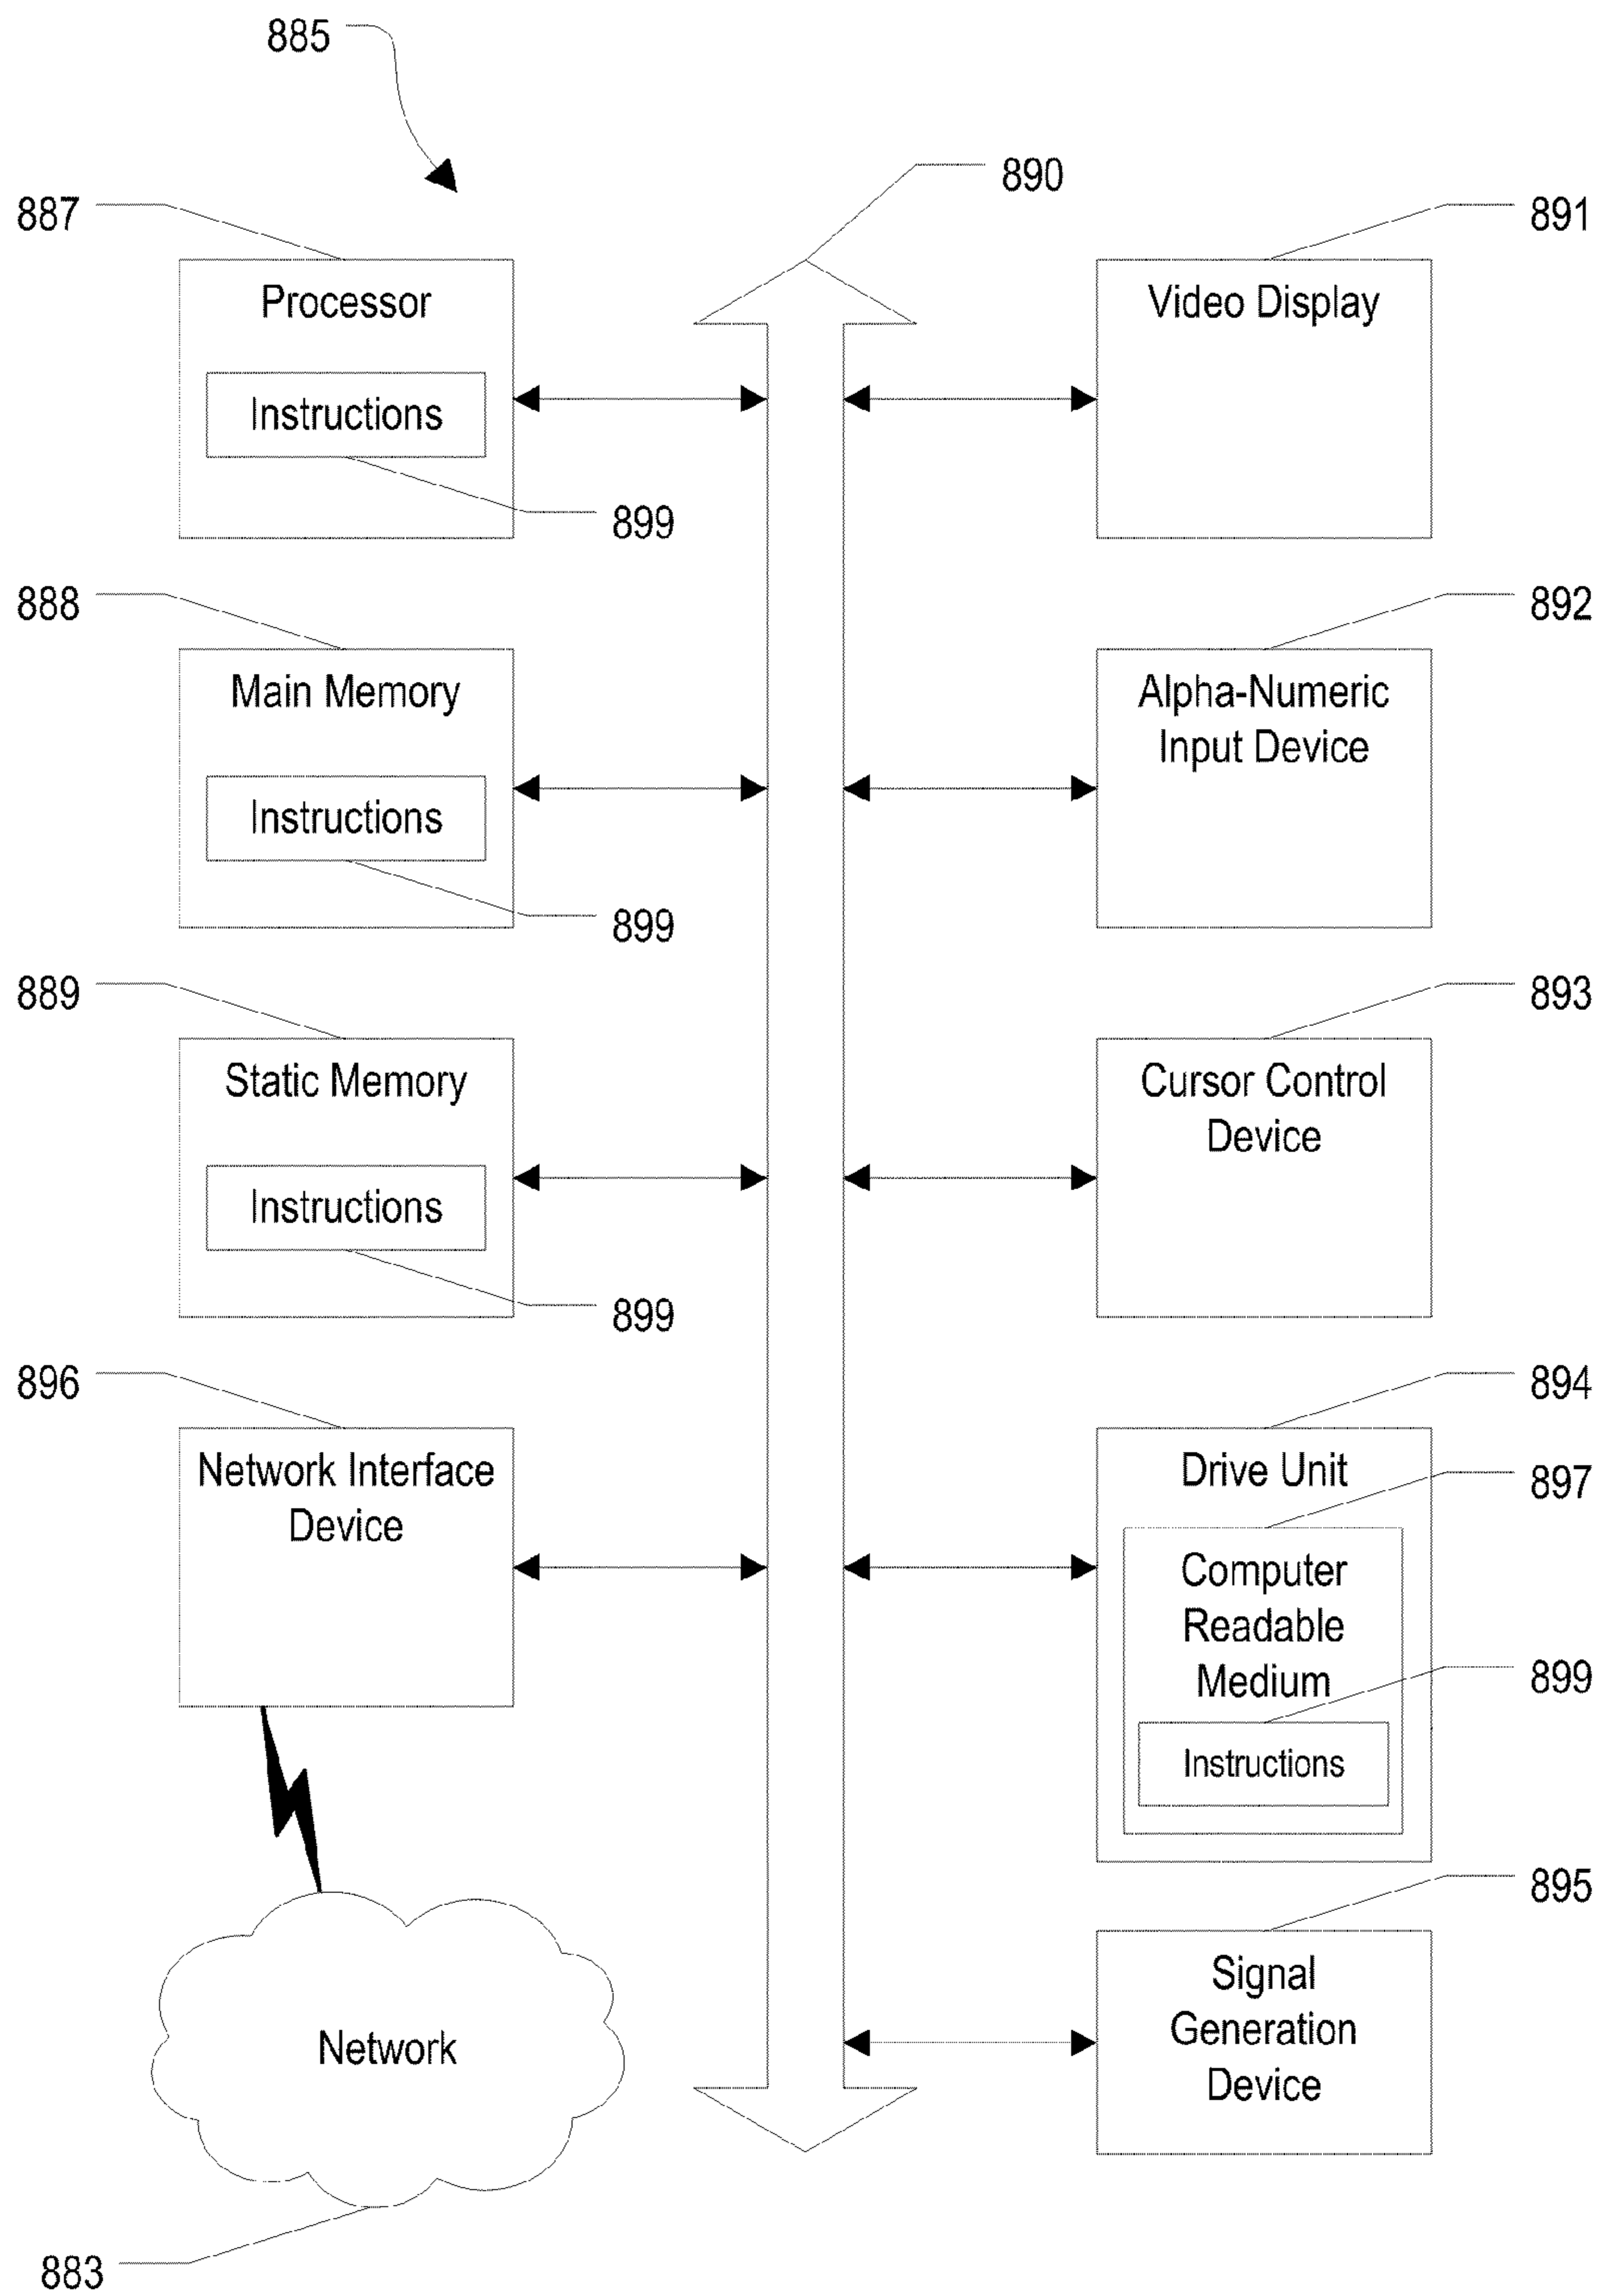 885
890
887
891
Processor
Instructions
899
Video Display
888
892
Main Memory
Instructions
899
Alpha-Numeric
Input Device
889
893
Static Memory
Instructions
899
Cursor Control
Device
896
894
Network Interface
Device
Drive Unit
897
Computer
Readable
Medium
899
Instructions
895
Signal
Generation
Device
Network
883